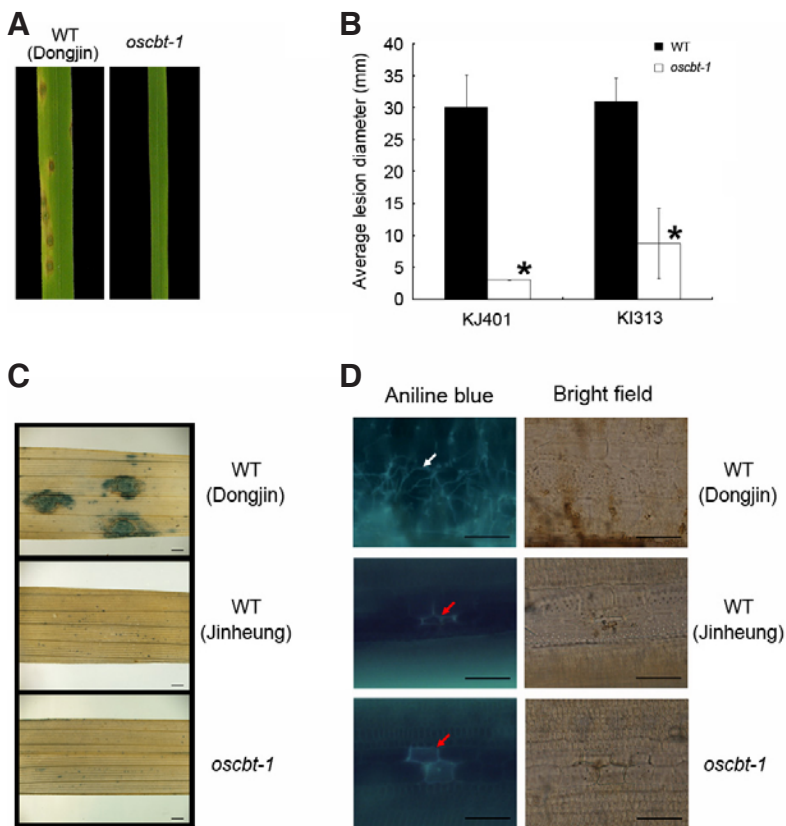 A
WT
(Dongjin)
oscbt-1
B
Average lesion diameter (mm)
40
35
30
25
20
15
10
5
0
WT
oscbt-1
*
*
KJ401
KI313
C
WT
(Dongjin)
WT
(Jinheung)
oscbt-1
D
Aniline blue
Bright field
WT
(Dongjin)
WT
(Jinheung)
oscbt-1